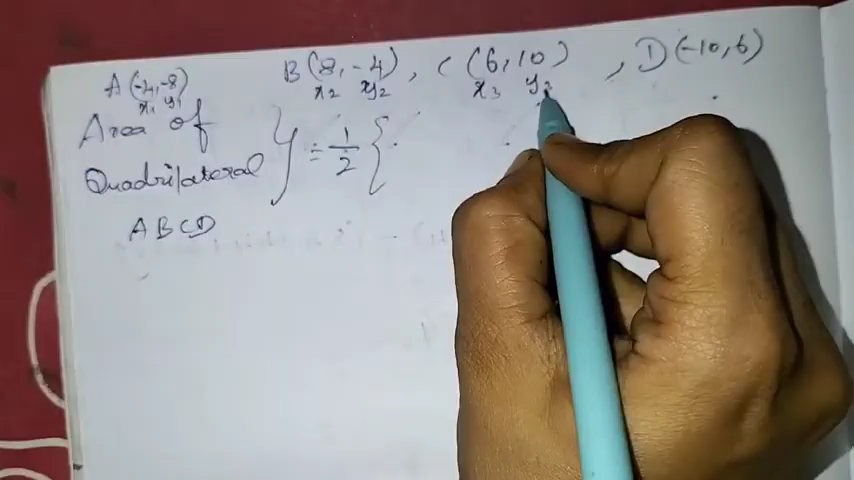 A(-4,-8) B(8,-4), C(6,10), D(-10,6)
x₁ y₁ x₂ y₂ x₃ y₃
Area of
Quadrilateral } = 1/2 {
ABCD